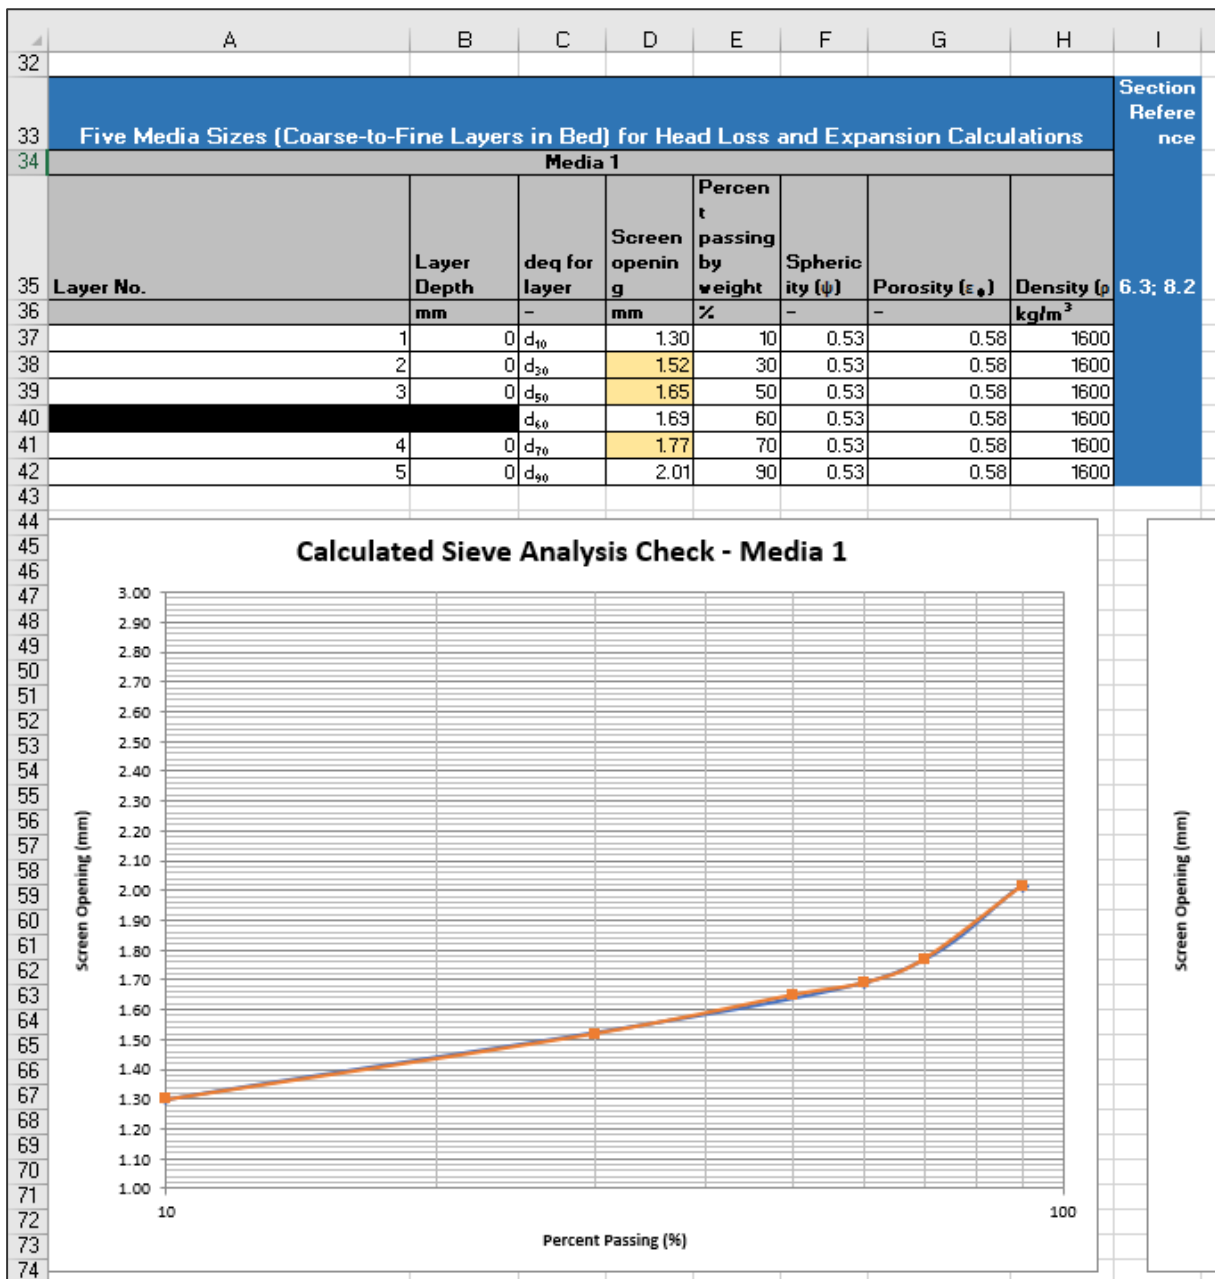 A B C D E F G H I
32
Section
Refere
33 Five Media Sizes (Coarse-to-Fine Layers in Bed) for Head Loss and Expansion Calculations nce
34 Media 1
Percen
t
Screen passing
Layer deq for openin by Spheric
35 Layer No. Depth layer g weight ity (ψ) Porosity (ε₀) Density (ρ 6.3; 8.2
36 mm - mm % - - kg/m³
37 1 0 d₁₀ 1.30 10 0.53 0.58 1600
38 2 0 d₃₀ 1.52 30 0.53 0.58 1600
39 3 0 d₅₀ 1.65 50 0.53 0.58 1600
40 d₆₀ 1.69 60 0.53 0.58 1600
41 4 0 d₇₀ 1.77 70 0.53 0.58 1600
42 5 0 d₉₀ 2.01 90 0.53 0.58 1600
43
44
45
46
47
48
49
50
51
52
53
54
55
56
57
58
59
60
61
62
63
64
65
66
67
68
69
70
71
72
73
74
Calculated Sieve Analysis Check - Media 1
Screen Opening (mm)
3.00
2.90
2.80
2.70
2.60
2.50
2.40
2.30
2.20
2.10
2.00
1.90
1.80
1.70
1.60
1.50
1.40
1.30
1.20
1.10
1.00
10 100
Percent Passing (%)
Screen Opening (mm)